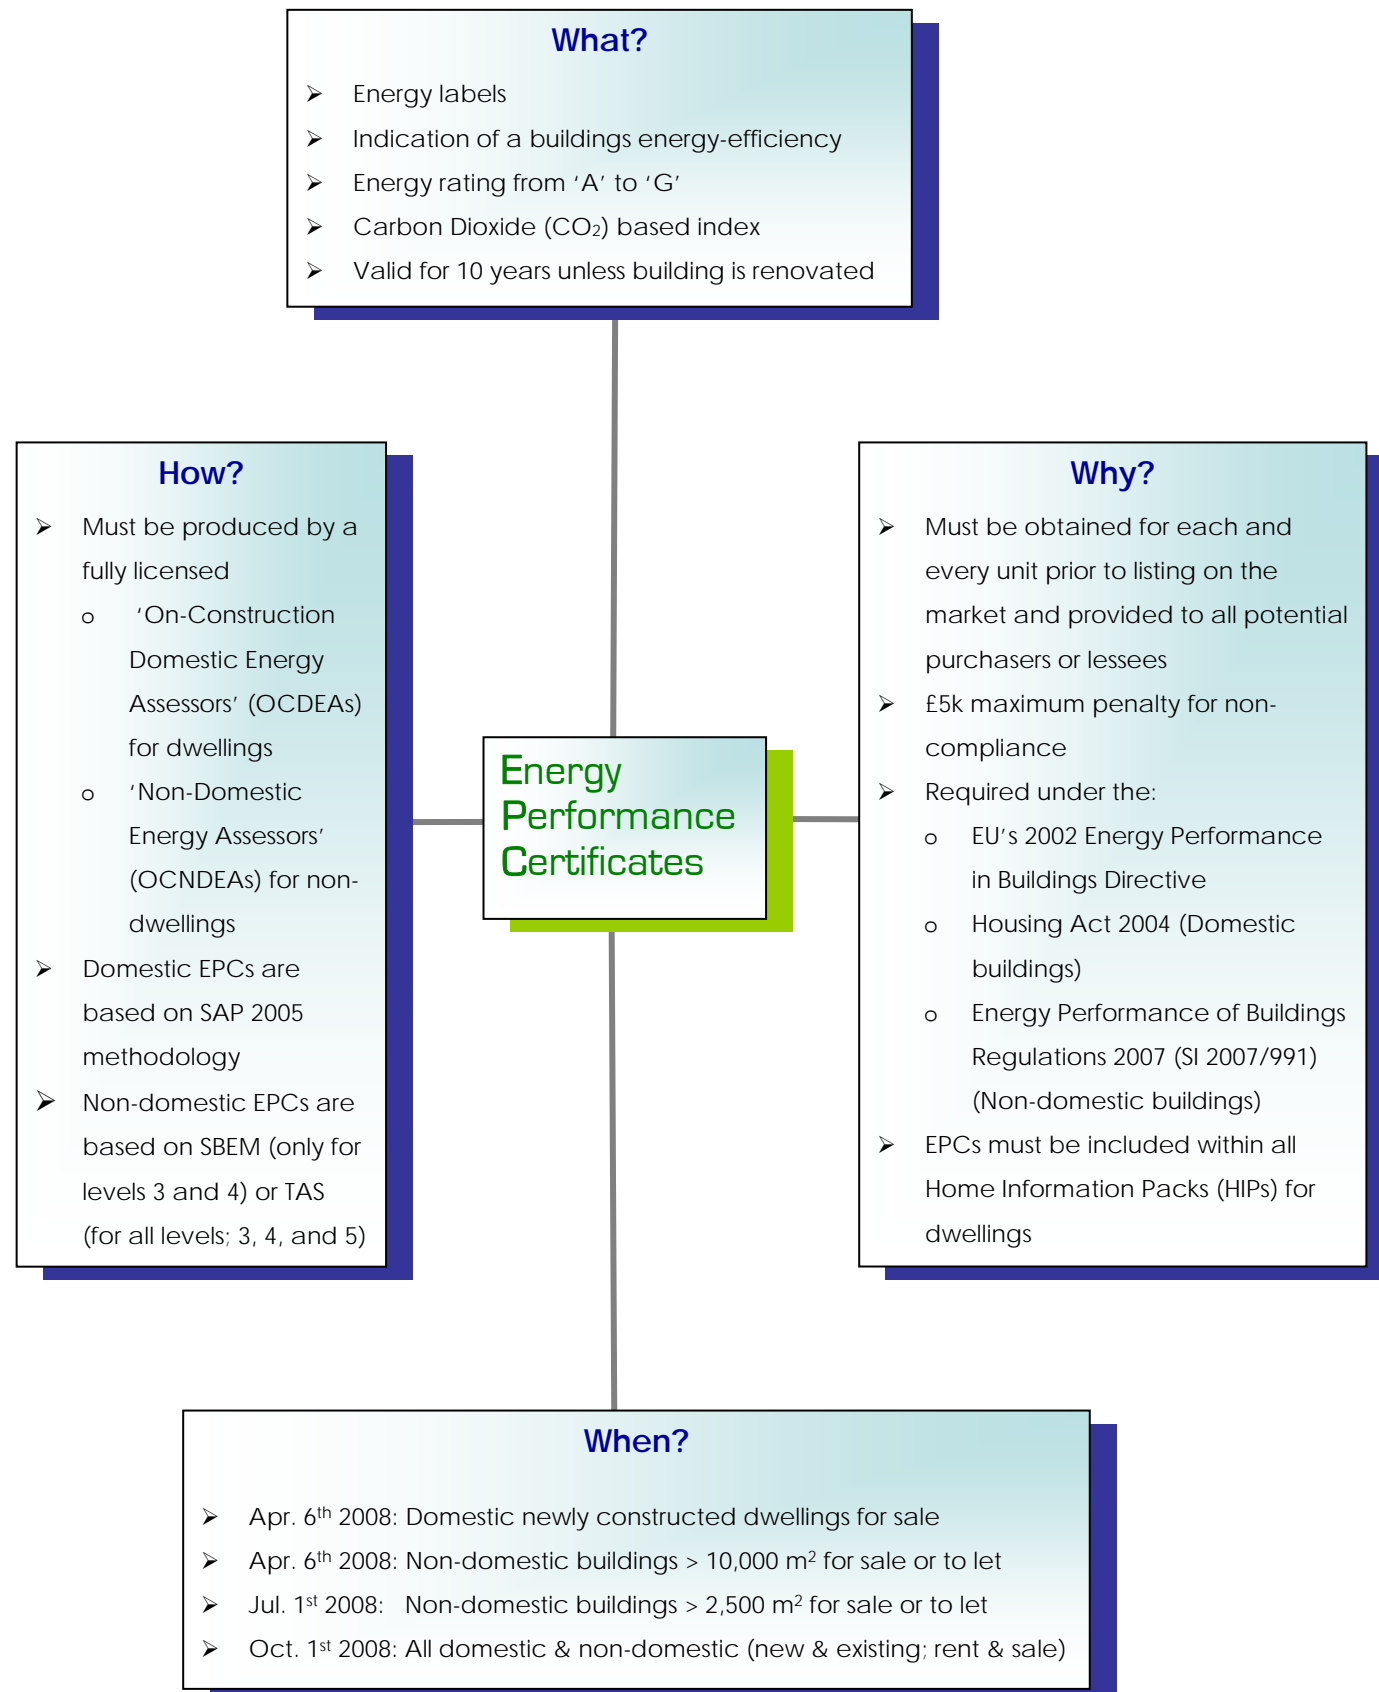 What?
➢ Energy labels
➢ Indication of a buildings energy-efficiency
➢ Energy rating from ‘A’ to ‘G’
➢ Carbon Dioxide (CO₂) based index
➢ Valid for 10 years unless building is renovated
How?
➢ Must be produced by a
fully licensed
o ‘On-Construction
Domestic Energy
Assessors’ (OCDEAs)
for dwellings
o ‘Non-Domestic
Energy Assessors’
(OCNDEAs) for non-
dwellings
➢ Domestic EPCs are
based on SAP 2005
methodology
➢ Non-domestic EPCs are
based on SBEM (only for
levels 3 and 4) or TAS
(for all levels; 3, 4, and 5)
Energy
Performance
Certificates
Why?
➢ Must be obtained for each and
every unit prior to listing on the
market and provided to all potential
purchasers or lessees
➢ £5k maximum penalty for non-
compliance
➢ Required under the:
o EU’s 2002 Energy Performance
in Buildings Directive
o Housing Act 2004 (Domestic
buildings)
o Energy Performance of Buildings
Regulations 2007 (SI 2007/991)
(Non-domestic buildings)
➢ EPCs must be included within all
Home Information Packs (HIPs) for
dwellings
When?
➢ Apr. 6th 2008: Domestic newly constructed dwellings for sale
➢ Apr. 6th 2008: Non-domestic buildings > 10,000 m² for sale or to let
➢ Jul. 1st 2008: Non-domestic buildings > 2,500 m² for sale or to let
➢ Oct. 1st 2008: All domestic & non-domestic (new & existing; rent & sale)